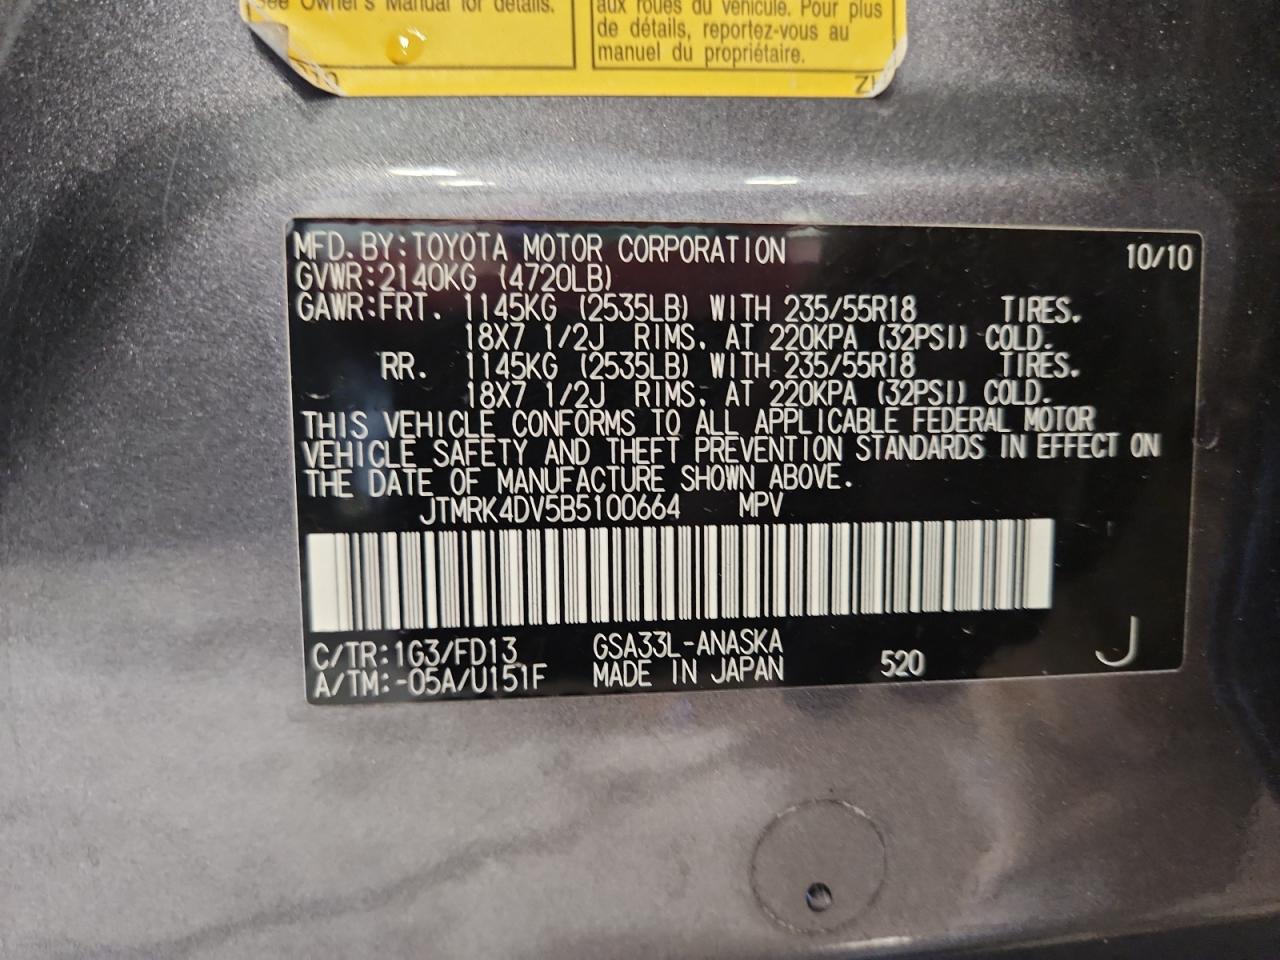 See Owner's Manual for details.
aux roues du véhicule. Pour plus
de détails, reportez-vous au
manuel du propriétaire.
ZI
MFD. BY:TOYOTA MOTOR CORPORATION 10/10
GVWR:2140KG (4720LB)
GAWR:FRT. 1145KG (2535LB) WITH 235/55R18 TIRES.
18X7 1/2J RIMS. AT 220KPA (32PSI) COLD.
RR. 1145KG (2535LB) WITH 235/55R18 TIRES.
18X7 1/2J RIMS. AT 220KPA (32PSI) COLD.
THIS VEHICLE CONFORMS TO ALL APPLICABLE FEDERAL MOTOR
VEHICLE SAFETY AND THEFT PREVENTION STANDARDS IN EFFECT ON
THE DATE OF MANUFACTURE SHOWN ABOVE.
JTMRK4DV5B5100664 MPV
C/TR:1G3/FD13 GSA33L-ANASKA
A/TM:-05A/U151F MADE IN JAPAN 520 J